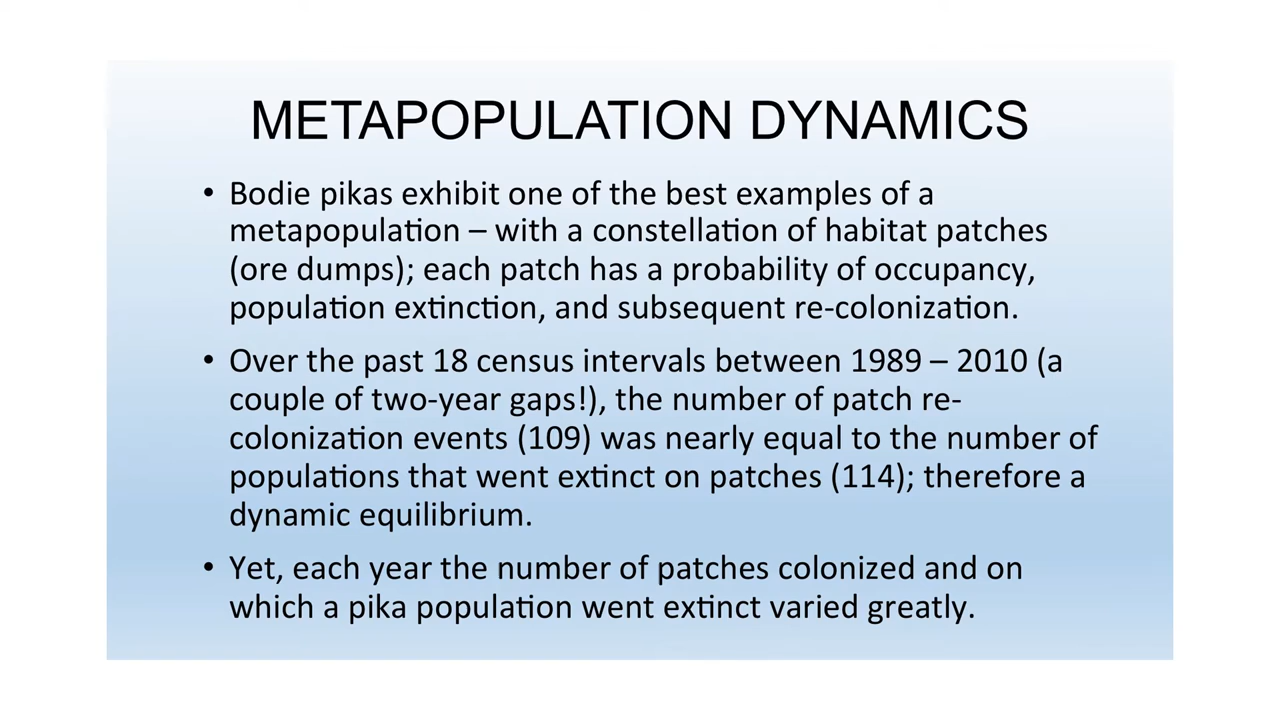 METAPOPULATION DYNAMICS
• Bodie pikas exhibit one of the best examples of a
metapopulation – with a constellation of habitat patches
(ore dumps); each patch has a probability of occupancy,
population extinction, and subsequent re-colonization.
• Over the past 18 census intervals between 1989 – 2010 (a
couple of two-year gaps!), the number of patch re-
colonization events (109) was nearly equal to the number of
populations that went extinct on patches (114); therefore a
dynamic equilibrium.
• Yet, each year the number of patches colonized and on
which a pika population went extinct varied greatly.